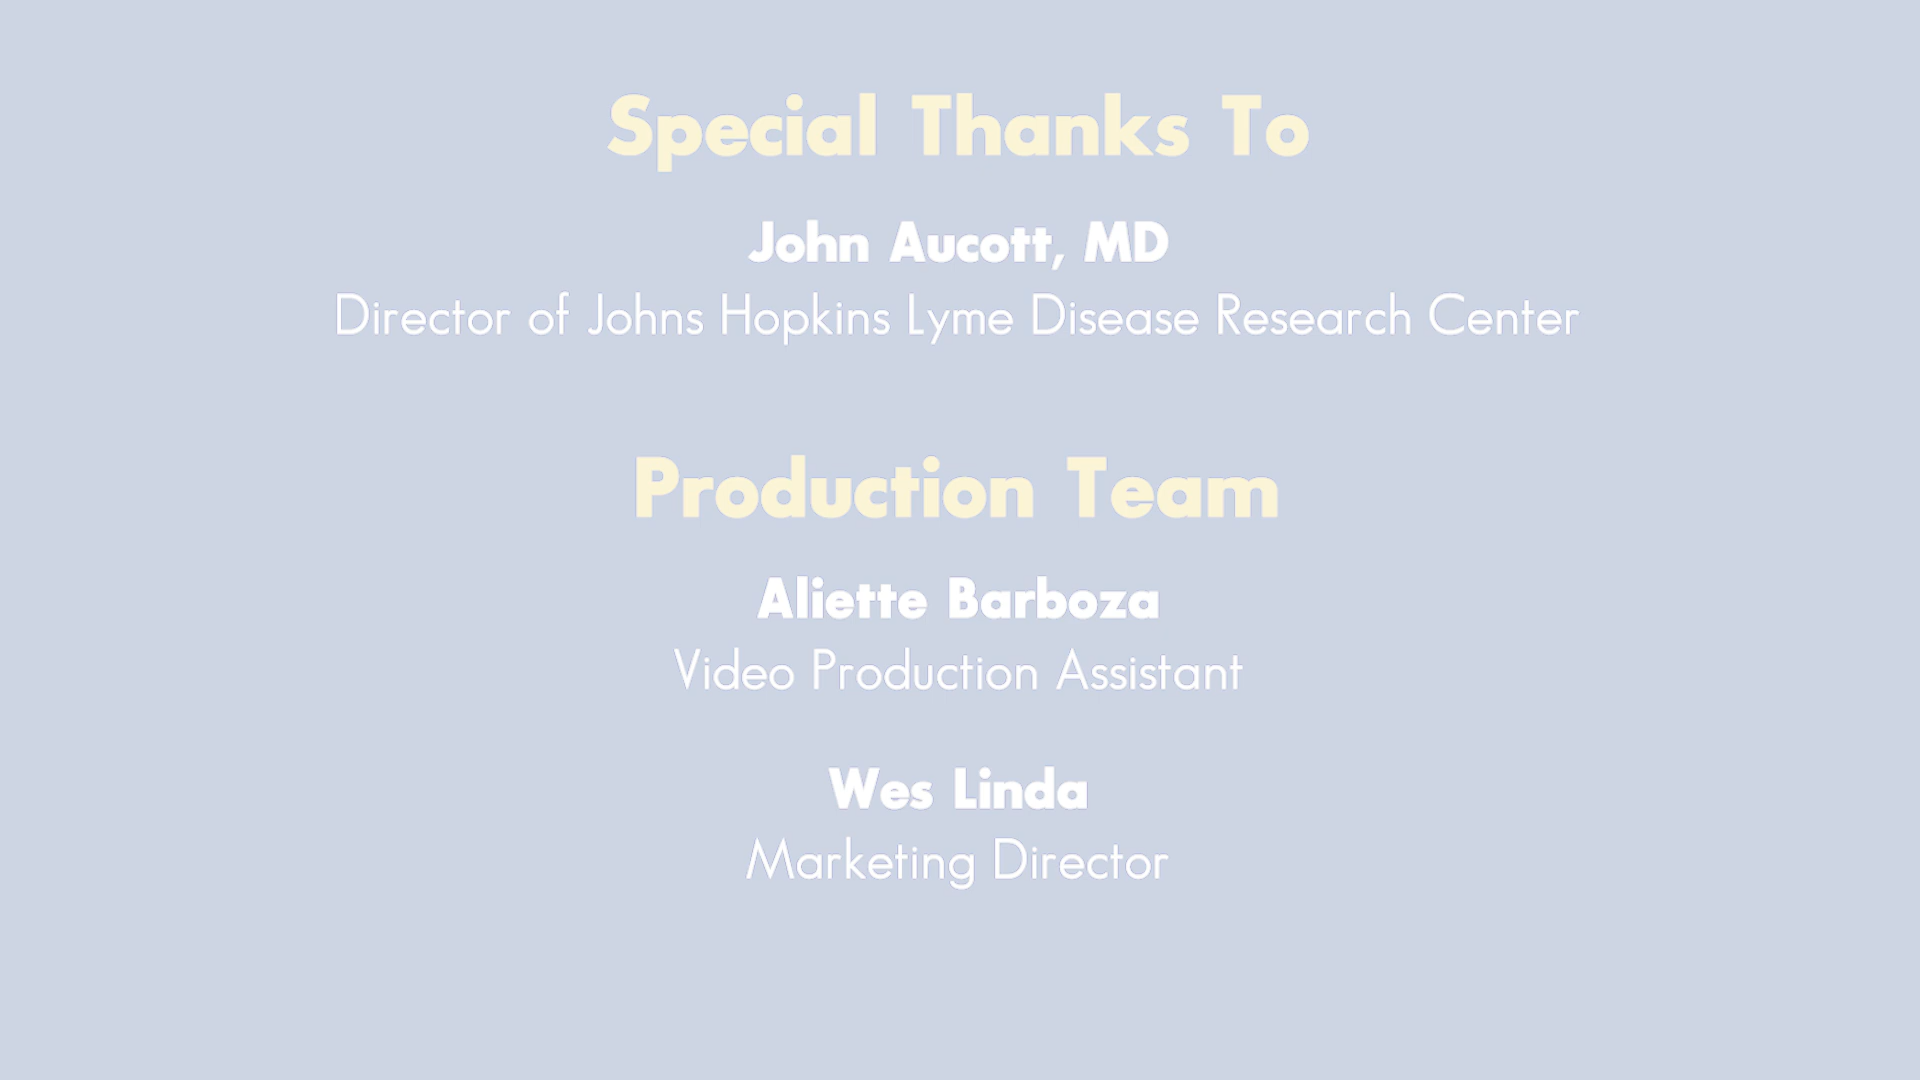 Special Thanks To
John Aucott, MD
Director of Johns Hopkins Lyme Disease Research Center
Production Team
Aliette Barboza
Video Production Assistant
Wes Linda
Marketing Director